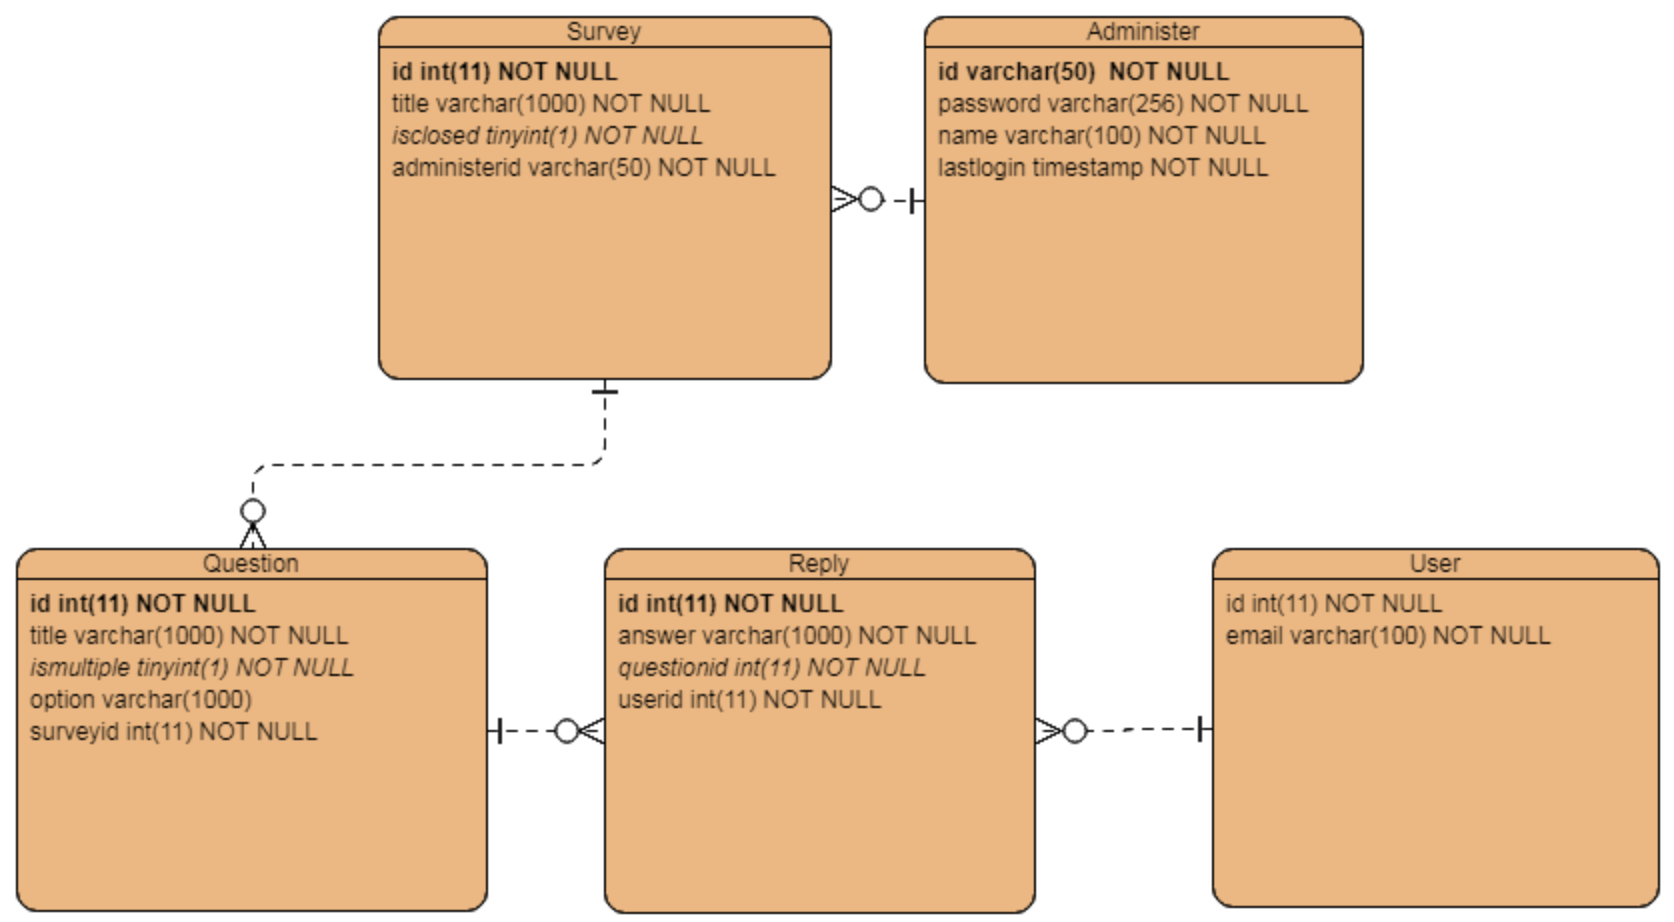 Survey
id int(11) NOT NULL
title varchar(1000) NOT NULL
isclosed tinyint(1) NOT NULL
administerid varchar(50) NOT NULL
Administer
id varchar(50)  NOT NULL
password varchar(256) NOT NULL
name varchar(100) NOT NULL
lastlogin timestamp NOT NULL
Question
id int(11) NOT NULL
title varchar(1000) NOT NULL
ismultiple tinyint(1) NOT NULL
option varchar(1000)
surveyid int(11) NOT NULL
Reply
id int(11) NOT NULL
answer varchar(1000) NOT NULL
questionid int(11) NOT NULL
userid int(11) NOT NULL
User
id int(11) NOT NULL
email varchar(100) NOT NULL